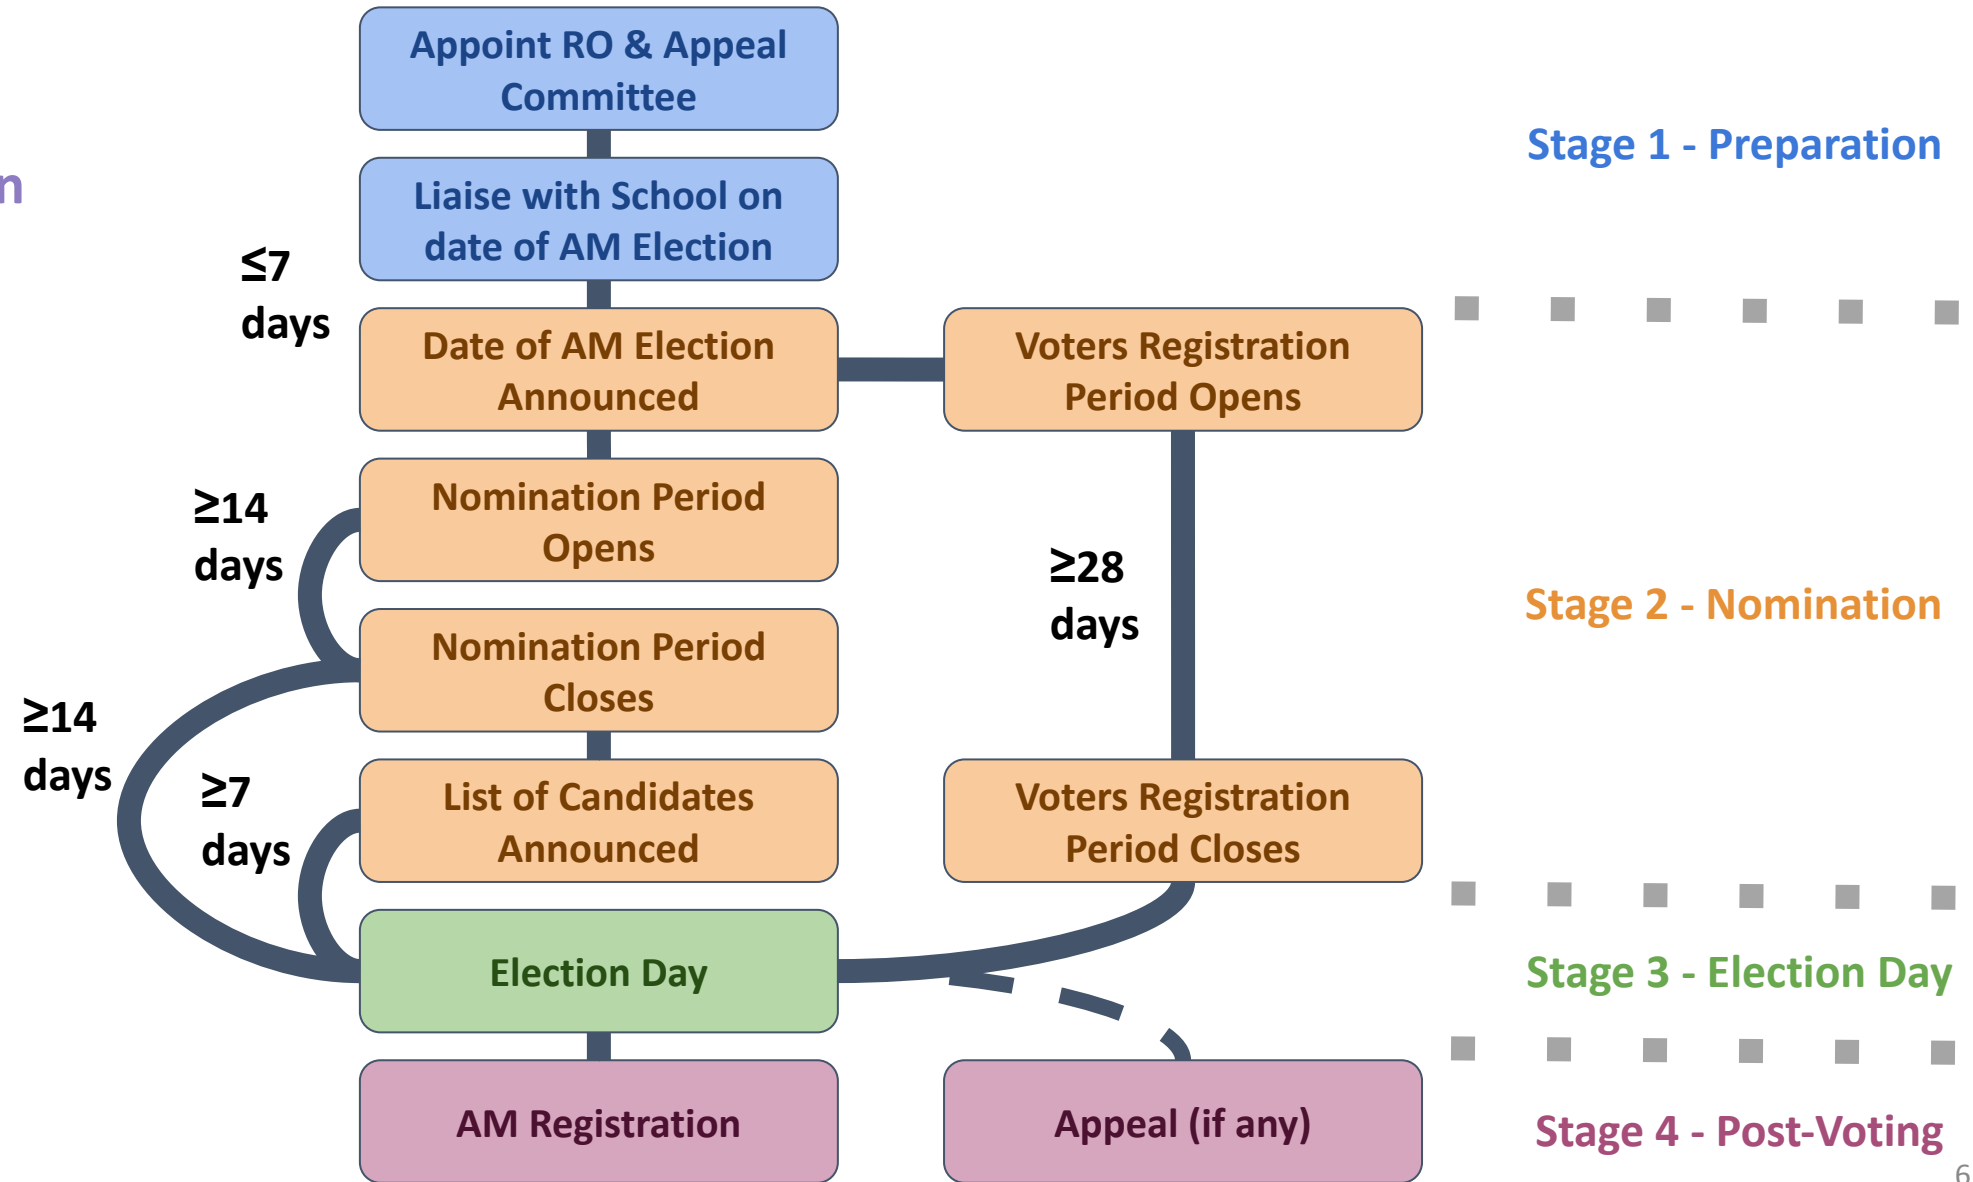 Appoint RO & Appeal
Committee
Stage 1 - Preparation
n
Liaise with School on
date of AM Election
≤7
days
Date of AM Election
Announced
Voters Registration
Period Opens
≥14
days
Nomination Period
Opens
≥28
days
Stage 2 - Nomination
Nomination Period
Closes
≥14
days
≥7
days
List of Candidates
Announced
Voters Registration
Period Closes
Election Day
Stage 3 - Election Day
AM Registration
Appeal (if any)
Stage 4 - Post-Voting
6